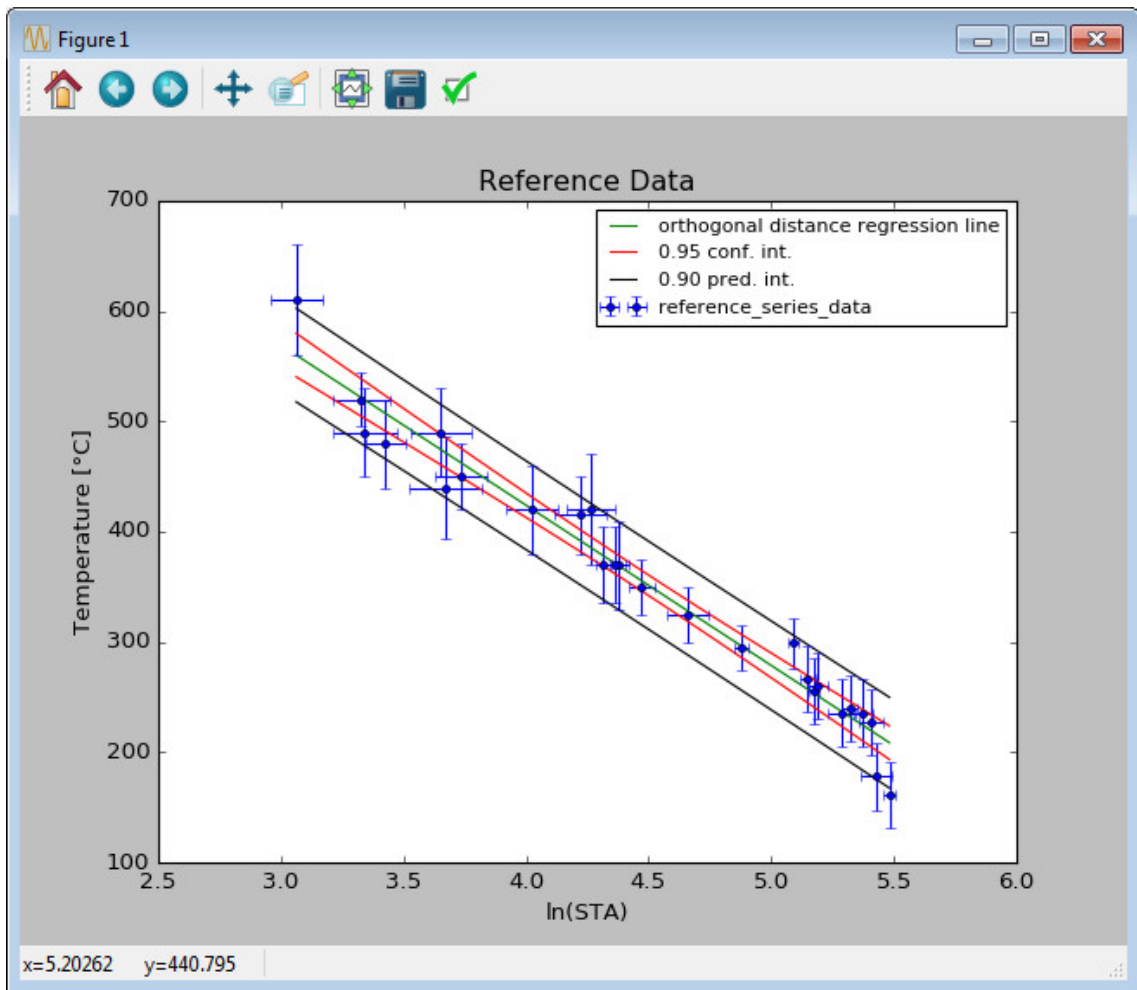 Figure 1
Reference Data
orthogonal distance regression line
0.95 conf. int.
0.90 pred. int.
reference_series_data
Temperature [°C]
700
600
500
400
300
200
100
2.5 3.0 3.5 4.0 4.5 5.0 5.5 6.0
ln(STA)
x=5.20262 y=440.795